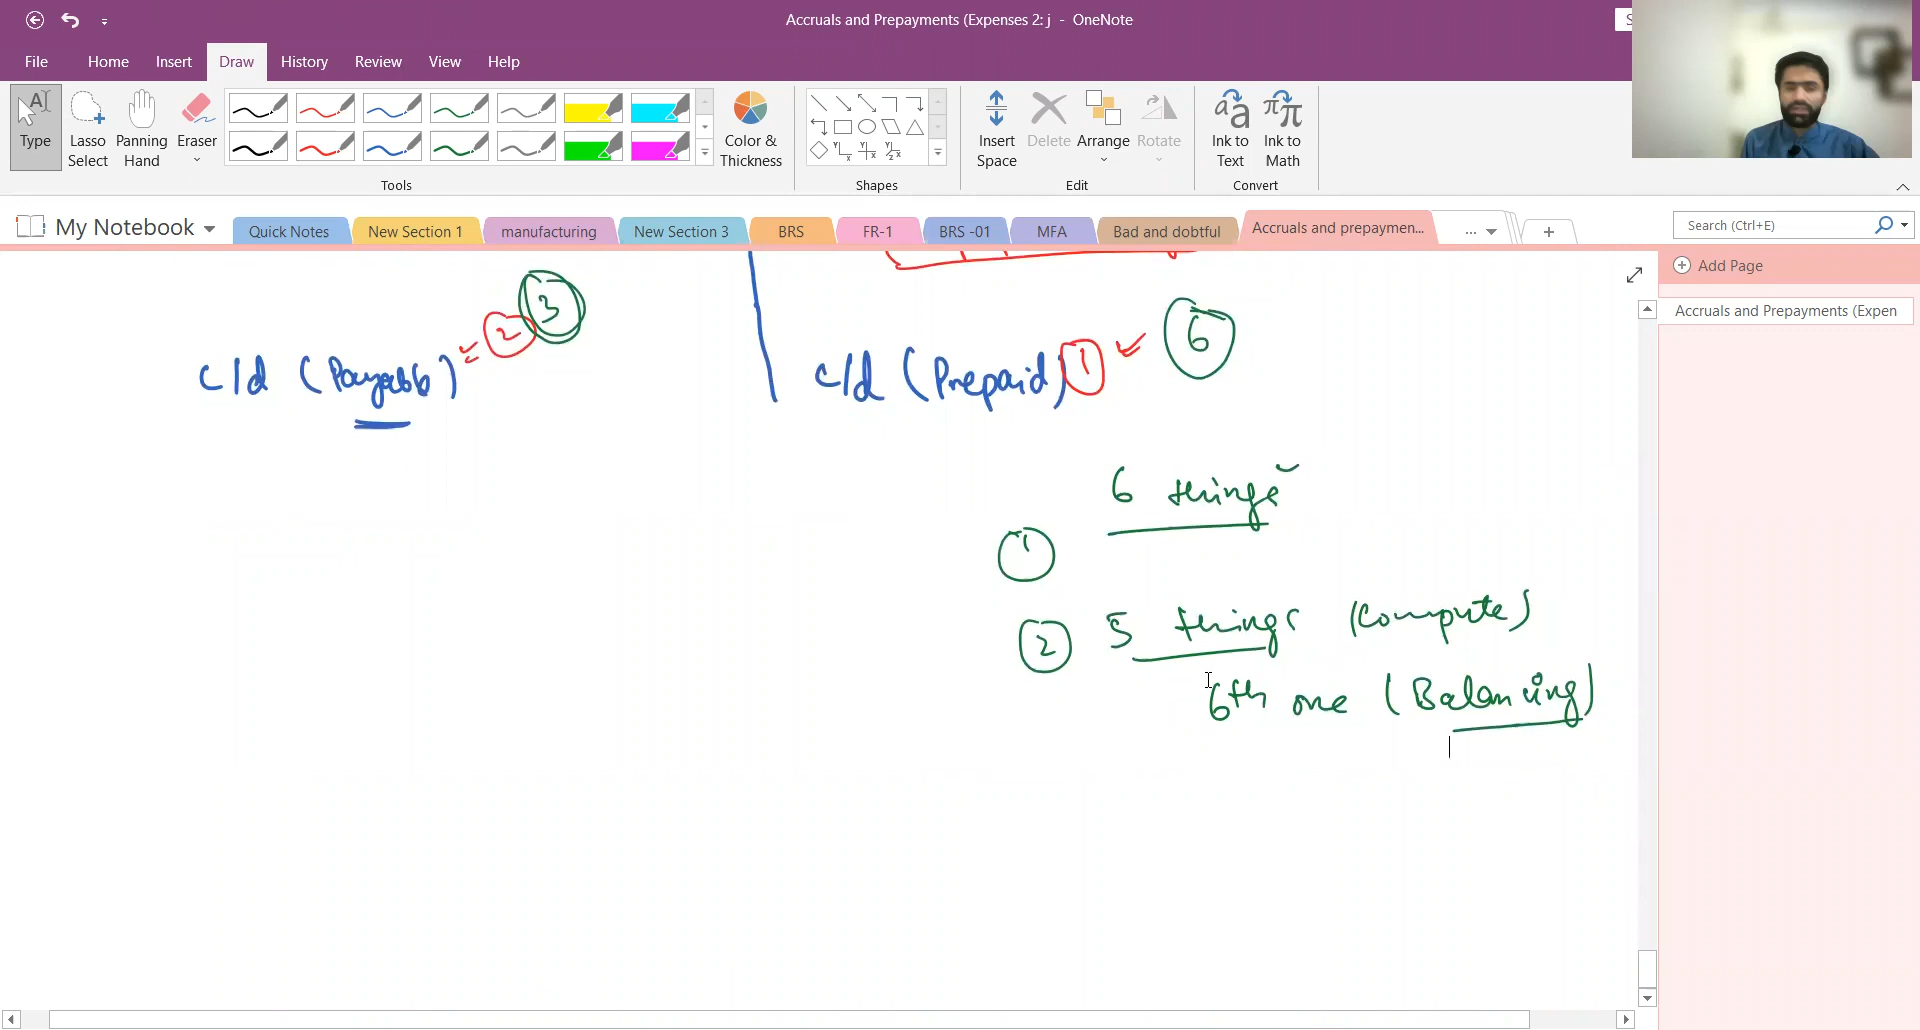 Accruals and Prepayments (Expenses 2: j - OneNote
File Home Insert Draw History Review View Help
Type
Lasso Select
Panning Hand
Eraser
Color & Thickness
Insert Space
Delete
Arrange
Rotate
Ink to Text
Ink to Math
Tools Shapes Edit Convert
My Notebook Quick Notes New Section 1 manufacturing New Section 3 BRS FR-1 BRS -01 MFA Bad and dobtful Accruals and prepaymen... ... + Search (Ctrl+E)
Add Page
Accruals and Prepayments (Expen
2 3
c/d (Payable)
6
c/d (Prepaid) 1
6 things
1
2 5 things (Compute)
6th one (Balancing)